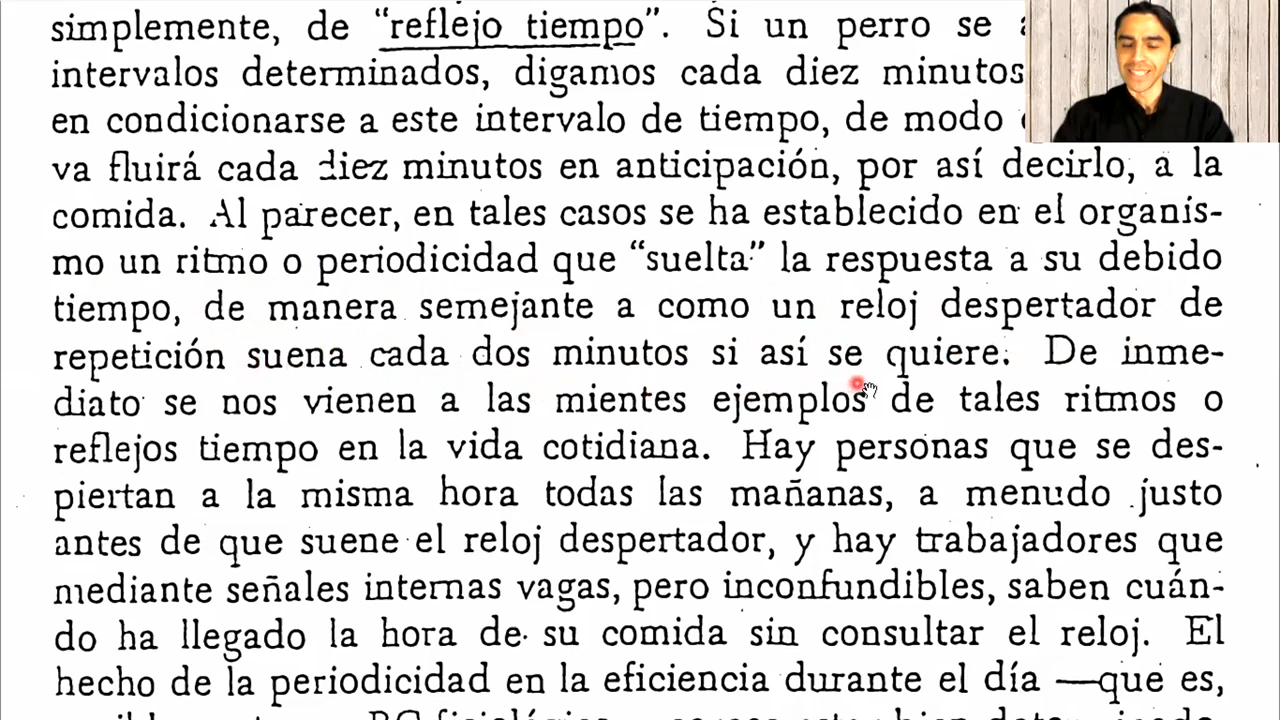 simplemente, de “reflejo tiempo”. Si un perro se
intervalos determinados, digamos cada diez minutos
en condicionarse a este intervalo de tiempo, de modo
va fluirá cada diez minutos en anticipación, por así decirlo, a la
comida. Al parecer, en tales casos se ha establecido en el organis-
mo un ritmo o periodicidad que “suelta” la respuesta a su debido
tiempo, de manera semejante a como un reloj despertador de
repetición suena cada dos minutos si así se quiere. De inme-
diato se nos vienen a las mientes ejemplos de tales ritmos o
reflejos tiempo en la vida cotidiana. Hay personas que se des-
piertan a la misma hora todas las mañanas, a menudo justo
antes de que suene el reloj despertador, y hay trabajadores que
mediante señales internas vagas, pero inconfundibles, saben cuán-
do ha llegado la hora de su comida sin consultar el reloj. El
hecho de la periodicidad en la eficiencia durante el día —que es,